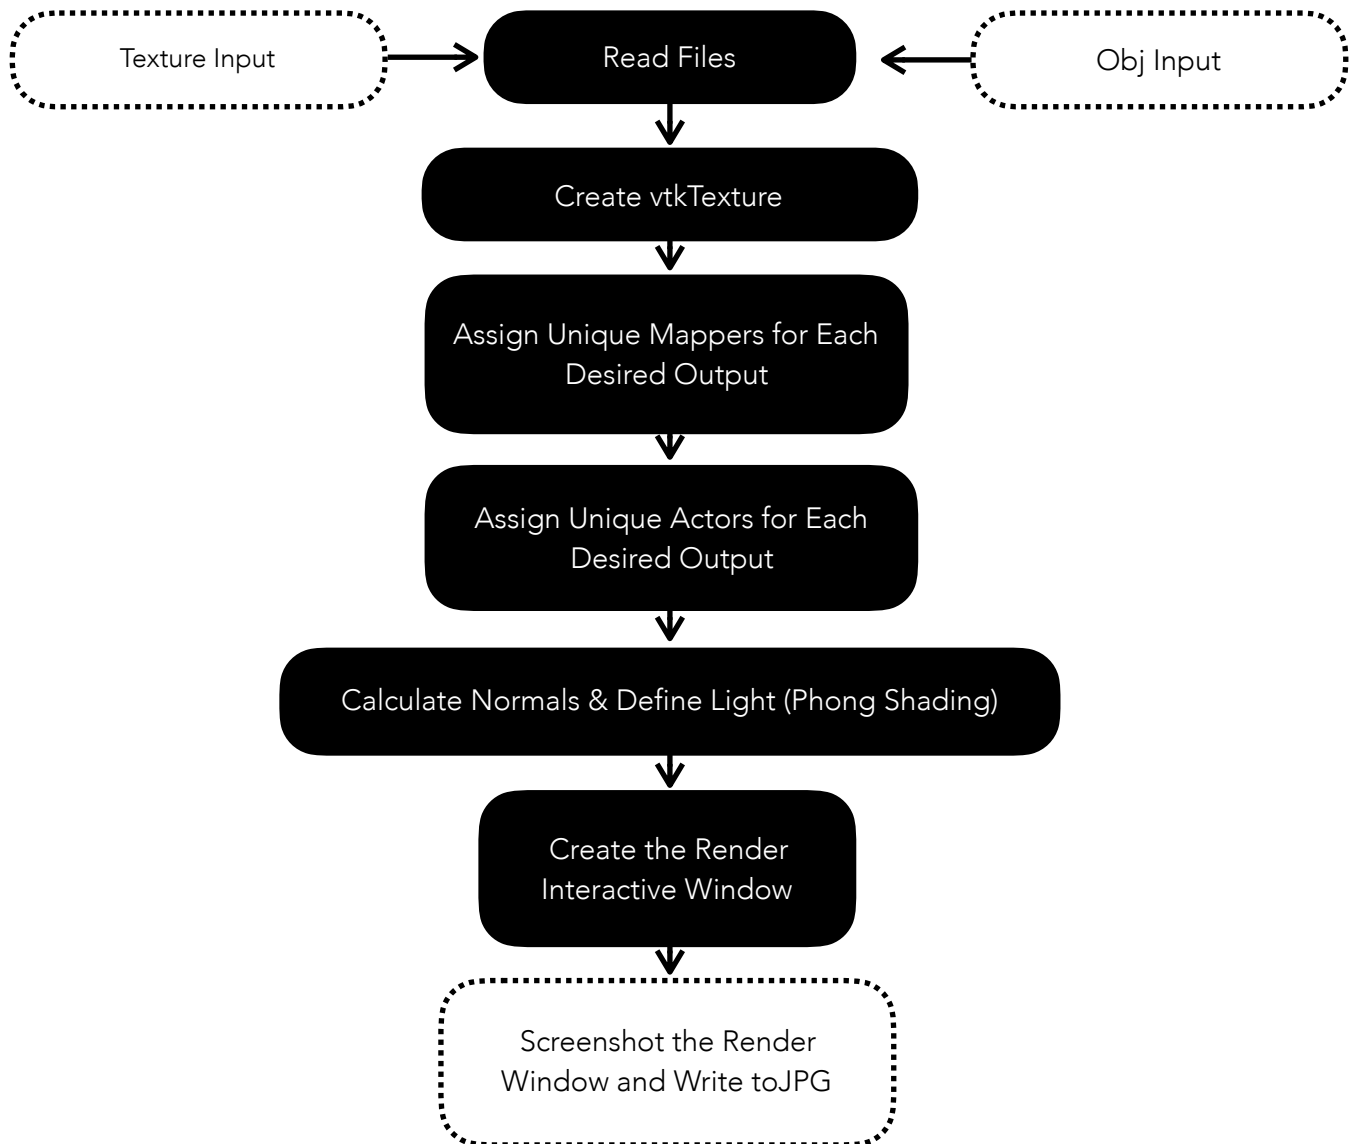 Texture Input
Read Files
Obj Input
Create vtkTexture
Assign Unique Mappers for Each
Desired Output
Assign Unique Actors for Each
Desired Output
Calculate Normals & Define Light (Phong Shading)
Create the Render
Interactive Window
Screenshot the Render
Window and Write toJPG